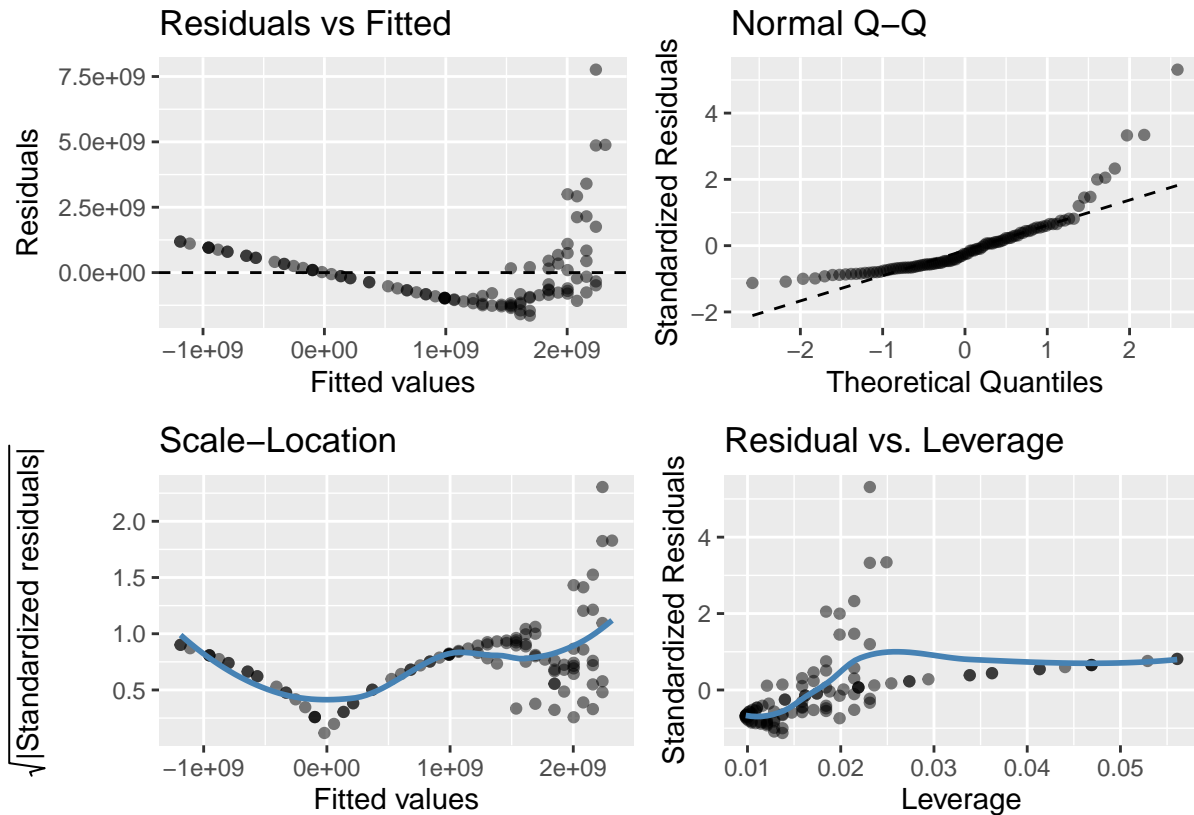 Residuals vs Fitted
Residuals
7.5e+09
5.0e+09
2.5e+09
0.0e+00
−1e+09 0e+00 1e+09 2e+09
Fitted values
Normal Q−Q
Standardized Residuals
4
2
0
−2
−2 −1 0 1 2
Theoretical Quantiles
Scale−Location
√|Standardized residuals|
2.0
1.5
1.0
0.5
−1e+09 0e+00 1e+09 2e+09
Fitted values
Residual vs. Leverage
Standardized Residuals
4
2
0
0.01 0.02 0.03 0.04 0.05
Leverage